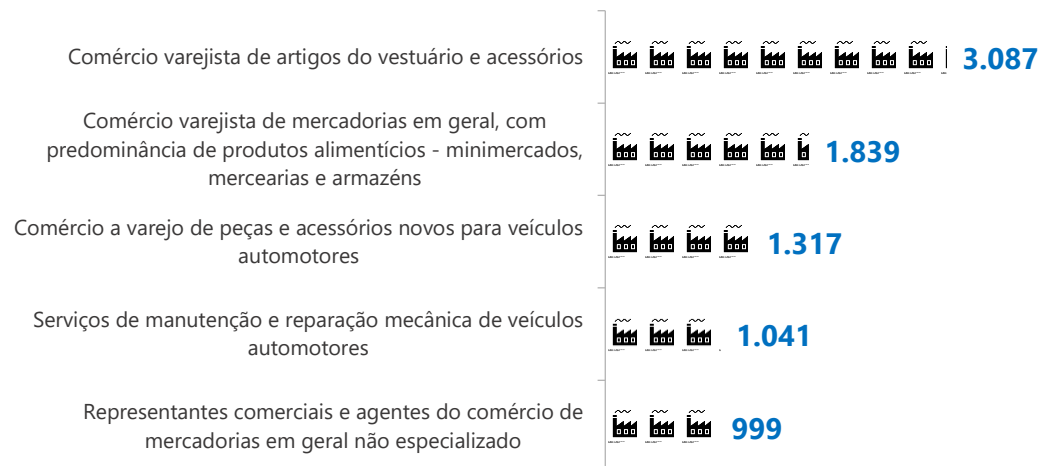 Comércio varejista de artigos do vestuário e acessórios
3.087
Comércio varejista de mercadorias em geral, com
predominância de produtos alimentícios - minimercados,
mercearias e armazéns
1.839
Comércio a varejo de peças e acessórios novos para veículos
automotores
1.317
Serviços de manutenção e reparação mecânica de veículos
automotores
1.041
Representantes comerciais e agentes do comércio de
mercadorias em geral não especializado
999